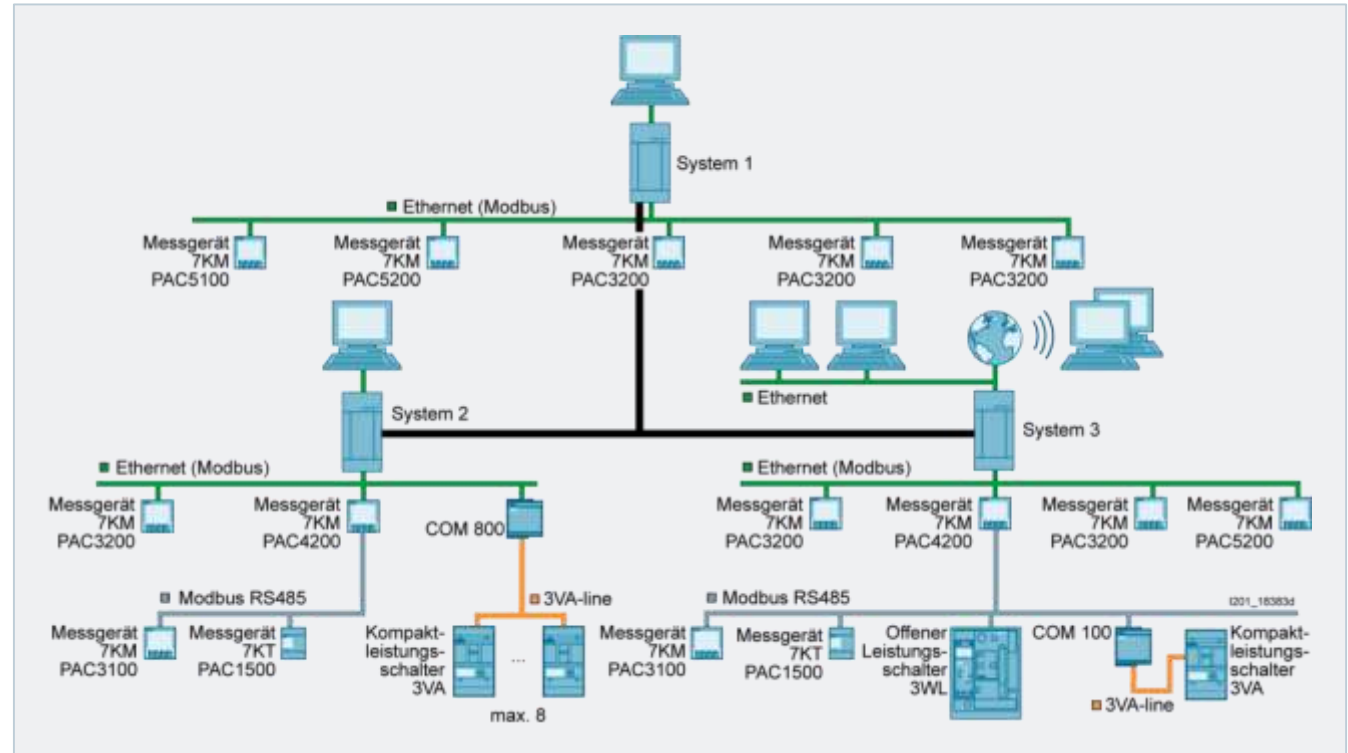 System 1
Ethernet (Modbus)
Messgerät
7KM
PAC5100
Messgerät
7KM
PAC5200
Messgerät
7KM
PAC3200
Messgerät
7KM
PAC3200
Messgerät
7KM
PAC3200
Ethernet
System 2
System 3
Ethernet (Modbus)
Messgerät
7KM
PAC3200
Messgerät
7KM
PAC4200
COM 800
Ethernet (Modbus)
Messgerät
7KM
PAC3200
Messgerät
7KM
PAC4200
Messgerät
7KM
PAC3200
Messgerät
7KM
PAC5200
Modbus RS485
3VA-line
Messgerät
7KM
PAC3100
Messgerät
7KT
PAC1500
Kompakt-
leistungs-
schalter
3VA
...
max. 8
Modbus RS485
I201_18383d
Messgerät
7KM
PAC3100
Messgerät
7KT
PAC1500
Offener
Leistungs-
schalter
3WL
COM 100
Kompakt-
leistungs-
schalter
3VA
3VA-line